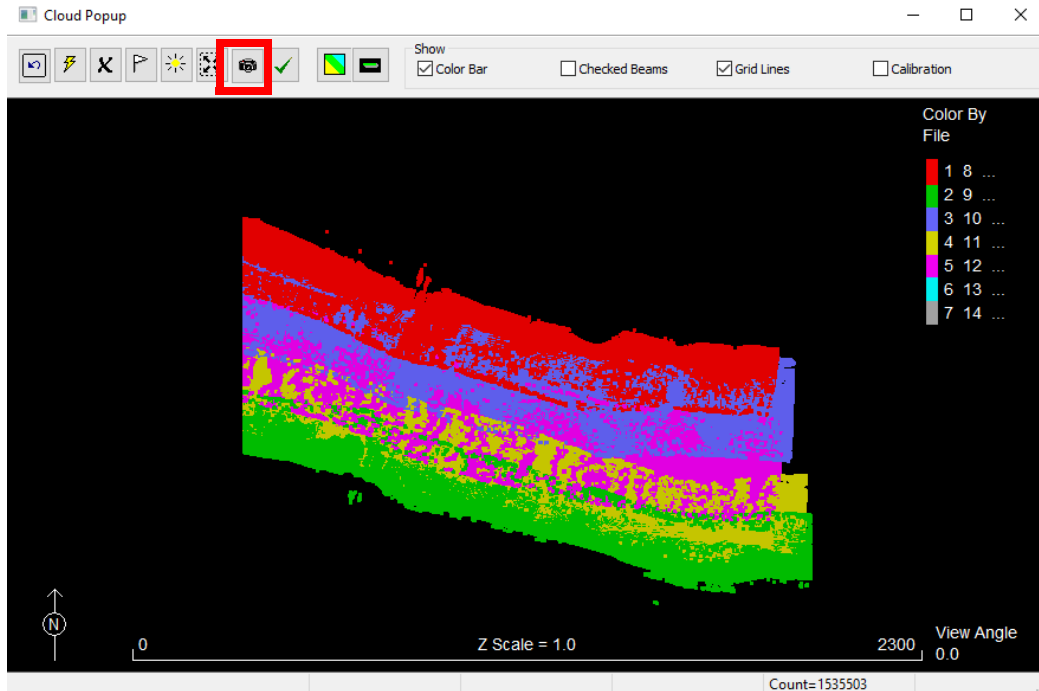 Cloud Popup
Show
Color Bar
Checked Beams
Grid Lines
Calibration
Color By
File
1 8 ...
2 9 ...
3 10 ...
4 11 ...
5 12 ...
6 13 ...
7 14 ...
N
0
Z Scale = 1.0
2300
View Angle
0.0
Count=1535503